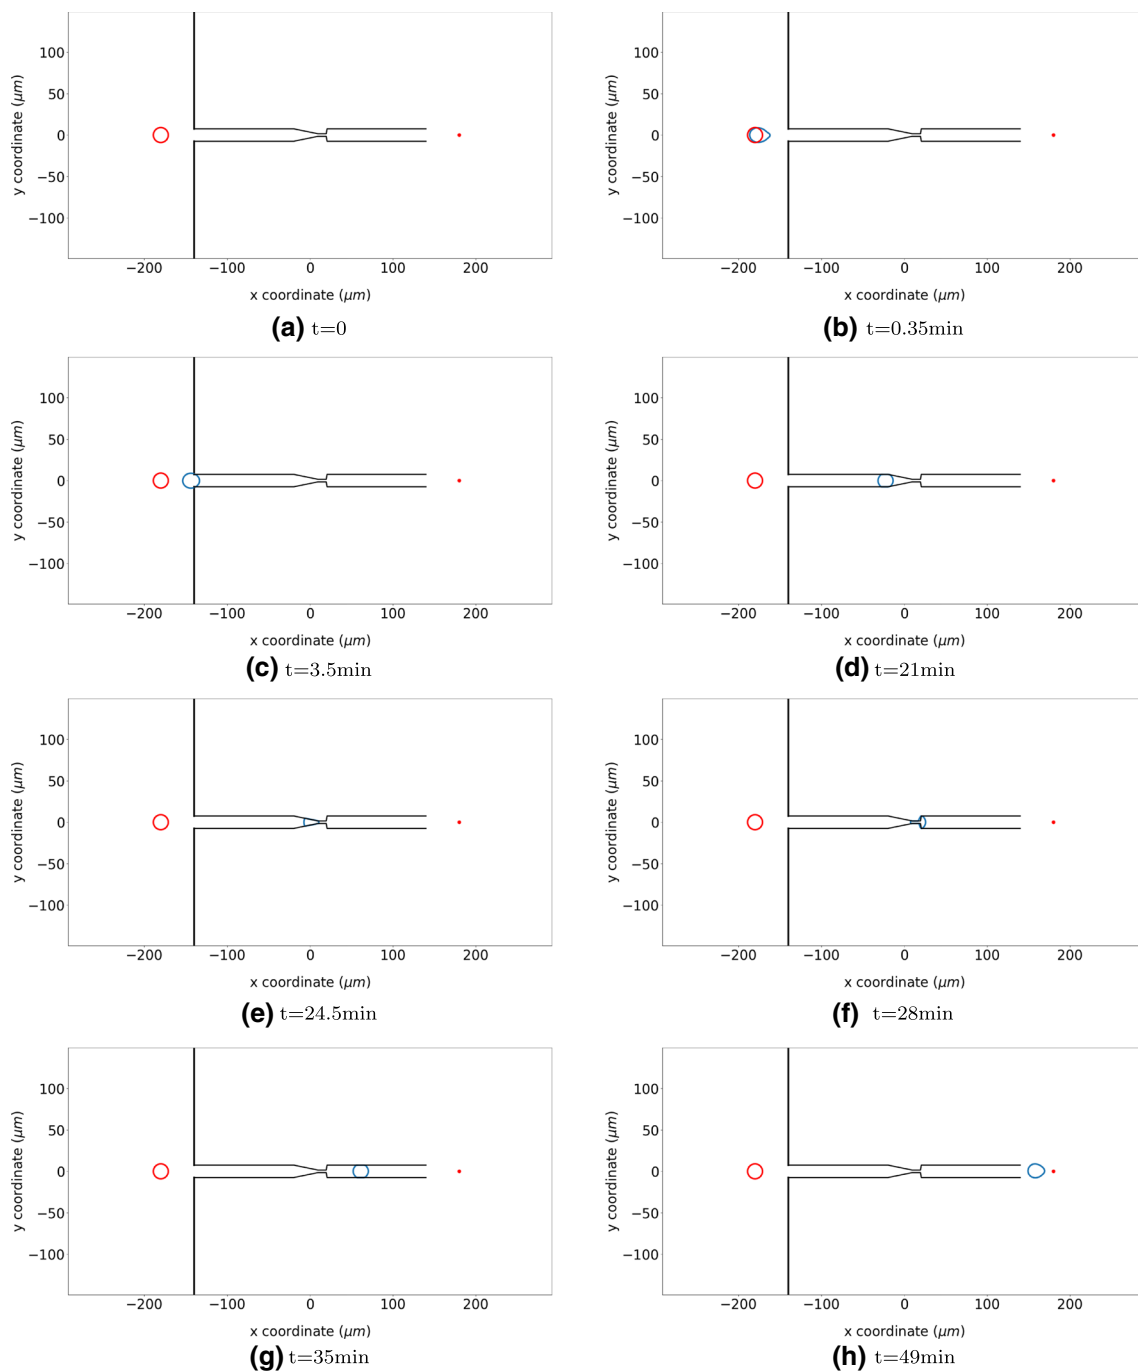 100
50
0
−50
−100
y coordinate (μm)
−200 −100 0 100 200
x coordinate (μm)
(a) t=0
100
50
0
−50
−100
y coordinate (μm)
−200 −100 0 100 200
x coordinate (μm)
(b) t=0.35min
100
50
0
−50
−100
y coordinate (μm)
−200 −100 0 100 200
x coordinate (μm)
(c) t=3.5min
100
50
0
−50
−100
y coordinate (μm)
−200 −100 0 100 200
x coordinate (μm)
(d) t=21min
100
50
0
−50
−100
y coordinate (μm)
−200 −100 0 100 200
x coordinate (μm)
(e) t=24.5min
100
50
0
−50
−100
y coordinate (μm)
−200 −100 0 100 200
x coordinate (μm)
(f) t=28min
100
50
0
−50
−100
y coordinate (μm)
−200 −100 0 100 200
x coordinate (μm)
(g) t=35min
100
50
0
−50
−100
y coordinate (μm)
−200 −100 0 100 200
x coordinate (μm)
(h) t=49min